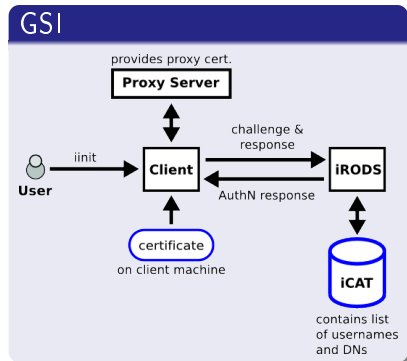 GSI
provides proxy cert.
Proxy Server
challenge &
response
iinit
Client
iRODS
User
AuthN response
certificate
on client machine
iCAT
contains list
of usernames
and DNs